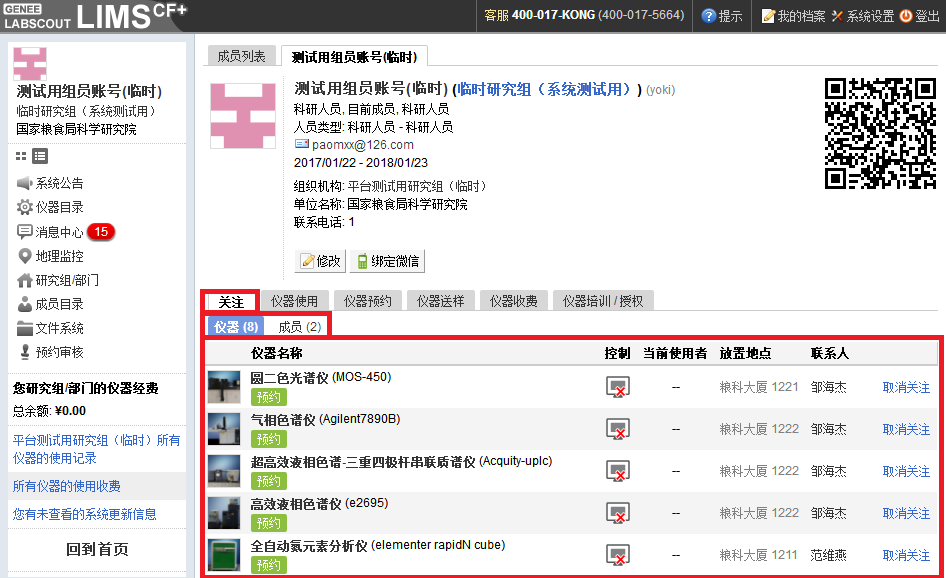 GENEE
LABSCOUT LIMS CF+
客服 400-017-KONG (400-017-5664)
提示
我的档案
系统设置
登出
测试用组员账号(临时)
临时研究组（系统测试用）
国家粮食局科学研究院
系统公告
仪器目录
消息中心 15
地理监控
研究组/部门
成员目录
文件系统
预约审核
您研究组/部门的仪器经费
总余额: ¥0.00
平台测试用研究组（临时）所有
仪器的使用记录
所有仪器的使用收费
您有未查看的系统更新信息
回到首页
成员列表
测试用组员账号(临时)
测试用组员账号(临时) (临时研究组（系统测试用）) (yoki)
科研人员, 目前成员, 科研人员
人员类型: 科研人员 - 科研人员
paomxx@126.com
2017/01/22 - 2018/01/23
组织机构: 平台测试用研究组（临时）
单位名称: 国家粮食局科学研究院
联系电话: 1
修改
绑定微信
关注
仪器使用
仪器预约
仪器送样
仪器收费
仪器培训 / 授权
仪器 (8)
成员 (2)
仪器名称 控制 当前使用者 放置地点 联系人
圆二色光谱仪 (MOS-450)
预约
-- 粮科大厦 1221 邹海杰 取消关注
气相色谱仪 (Agilent7890B)
预约
-- 粮科大厦 1222 邹海杰 取消关注
超高效液相色谱-三重四极杆串联质谱仪 (Acquity-uplc)
预约
-- 粮科大厦 1222 邹海杰 取消关注
高效液相色谱仪 (e2695)
预约
-- 粮科大厦 1222 邹海杰 取消关注
全自动氮元素分析仪 (elementer rapidN cube)
预约
-- 粮科大厦 1211 范维燕 取消关注